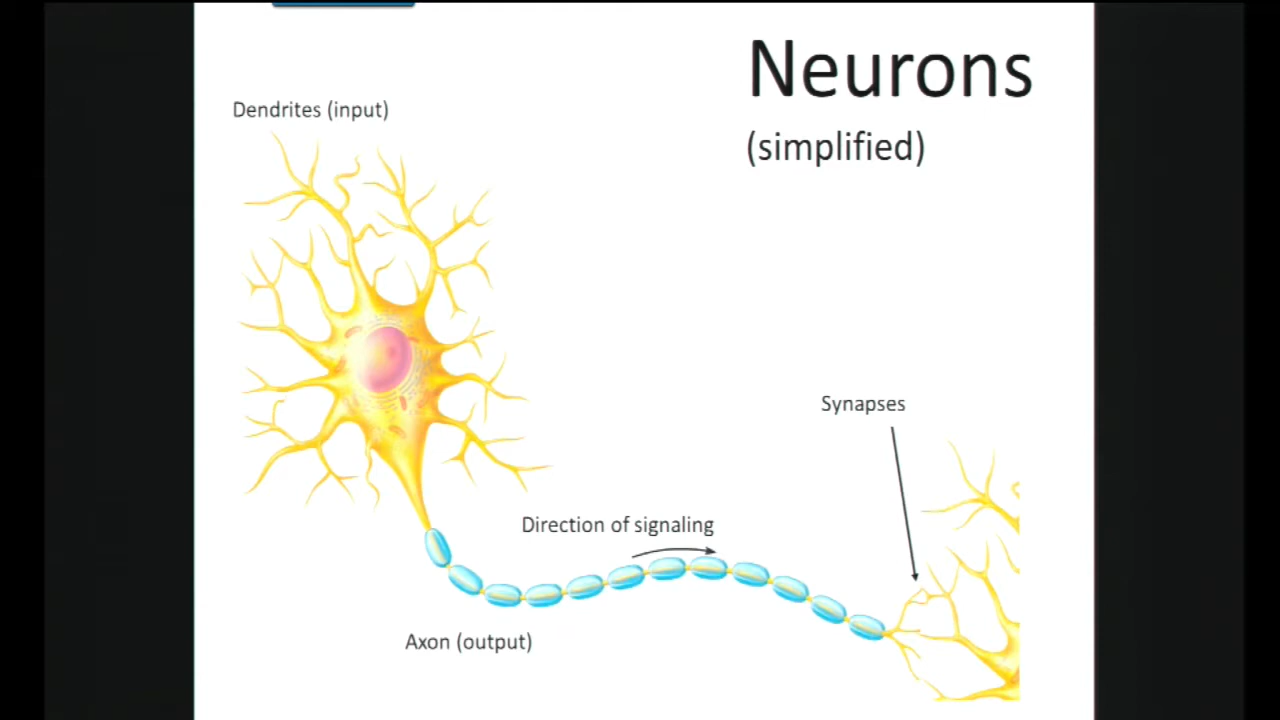 Neurons
(simplified)
Dendrites (input)
Synapses
Direction of signaling
Axon (output)